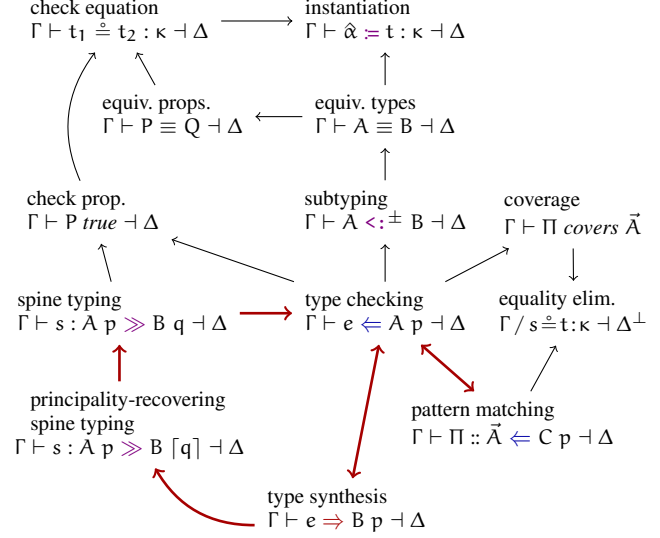 check equation
Γ ⊢ t₁ ≗ t₂ : κ ⊣ Δ
instantiation
Γ ⊢ α̂ := t : κ ⊣ Δ
equiv. props.
Γ ⊢ P ≡ Q ⊣ Δ
equiv. types
Γ ⊢ A ≡ B ⊣ Δ
check prop.
Γ ⊢ P true ⊣ Δ
subtyping
Γ ⊢ A <:± B ⊣ Δ
coverage
Γ ⊢ Π covers A⃗
spine typing
Γ ⊢ s : A p ≫ B q ⊣ Δ
type checking
Γ ⊢ e ⇐ A p ⊣ Δ
equality elim.
Γ / s ≗ t : κ ⊣ Δ⊥
principality-recovering
spine typing
Γ ⊢ s : A p ≫ B ⌈q⌉ ⊣ Δ
pattern matching
Γ ⊢ Π :: A⃗ ⇐ C p ⊣ Δ
type synthesis
Γ ⊢ e ⇒ B p ⊣ Δ